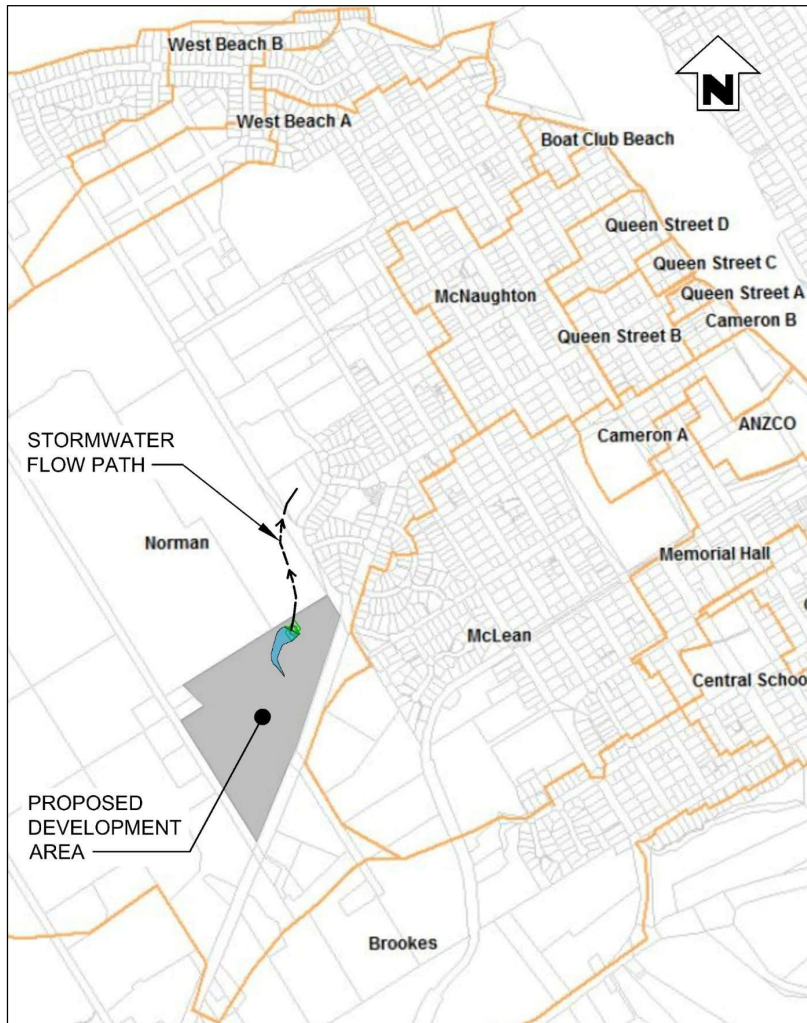 West Beach B
N
West Beach A
Boat Club Beach
Queen Street D
Queen Street C
McNaughton
Queen Street A
Cameron B
Queen Street B
ANZCO
Cameron A
STORMWATER
FLOW PATH
Norman
Memorial Hall
McLean
Central Schoo
PROPOSED
DEVELOPMENT
AREA
Brookes